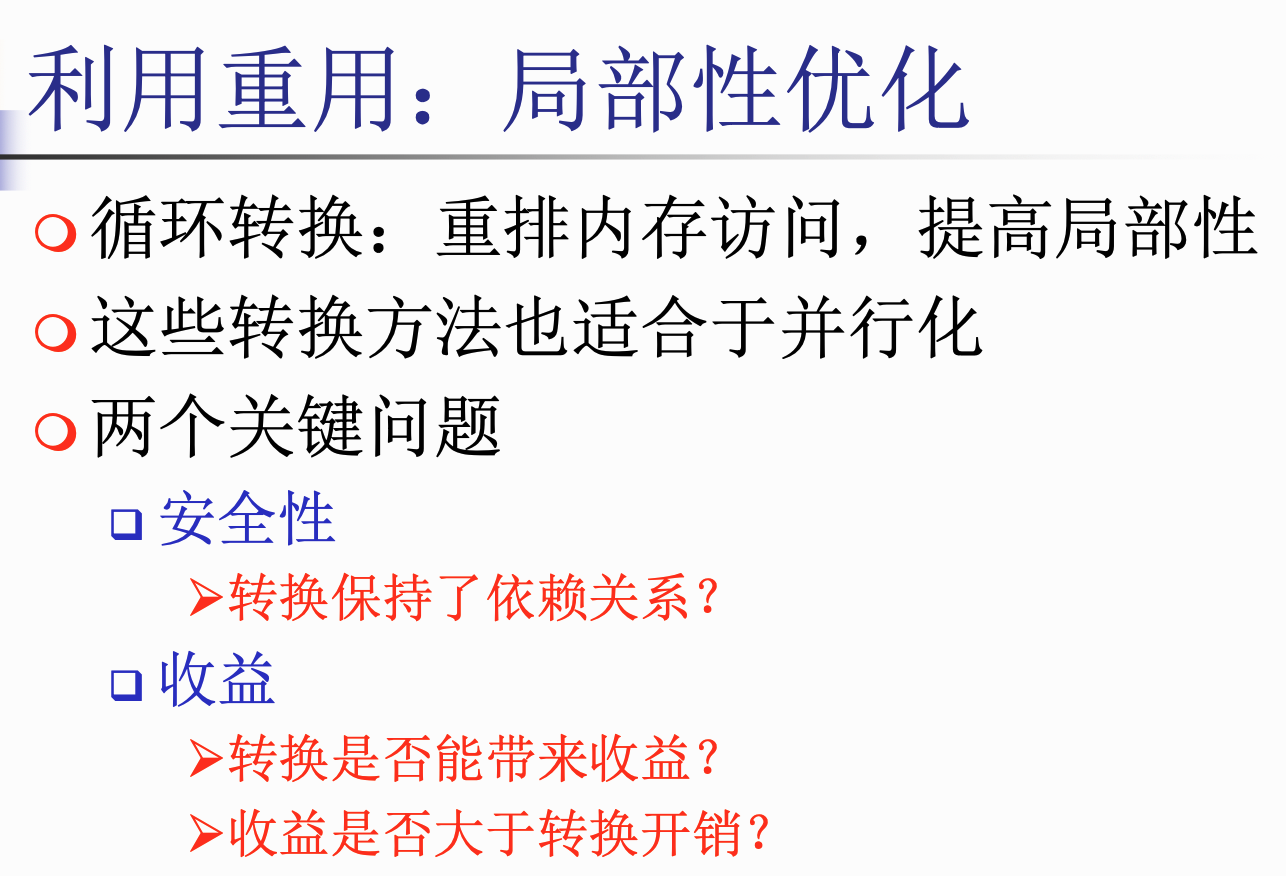 利用重用：局部性优化
循环转换：重排内存访问，提高局部性
这些转换方法也适合于并行化
两个关键问题
安全性
转换保持了依赖关系？
收益
转换是否能带来收益？
收益是否大于转换开销？